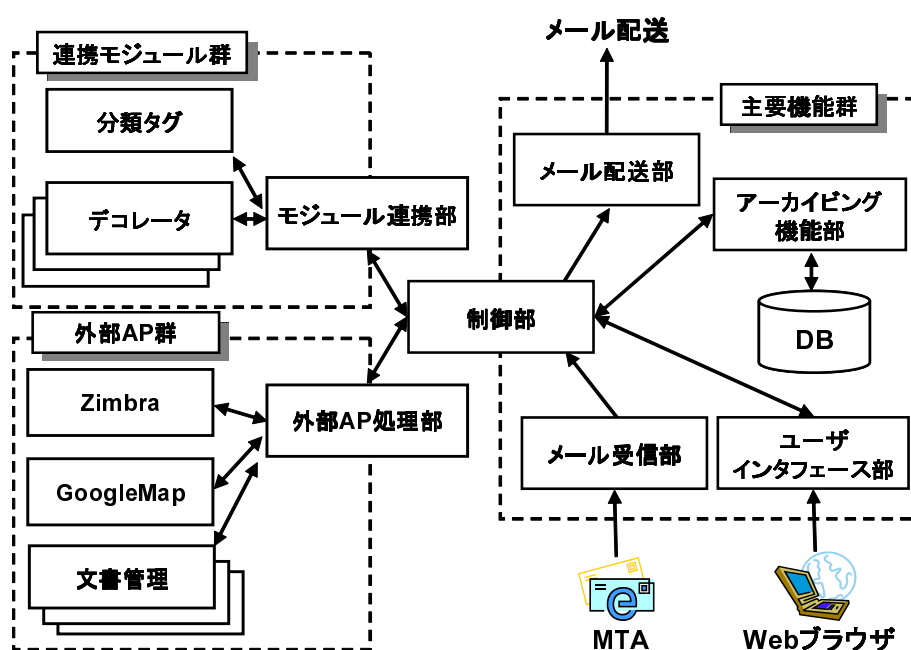 メール配送
連携モジュール群
主要機能群
分類タグ
メール配送部
デコレータ
モジュール連携部
アーカイビング
機能部
制御部
外部AP群
DB
Zimbra
外部AP処理部
メール受信部
ユーザ
インタフェース部
GoogleMap
文書管理
MTA
Webブラウザ